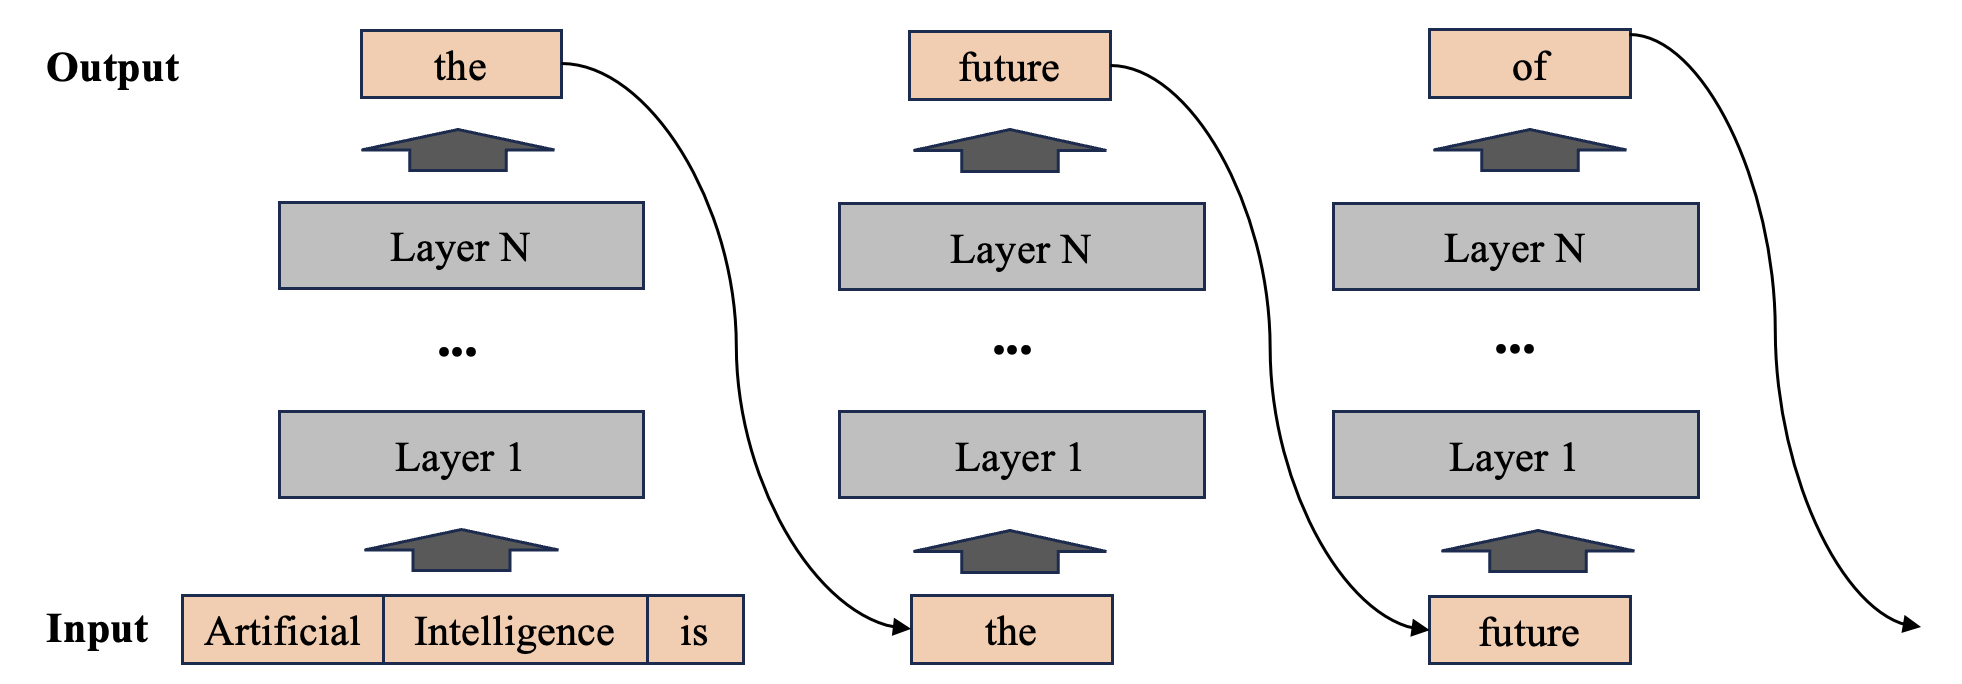 Output the future of
Layer N Layer N Layer N
... ... ...
Layer 1 Layer 1 Layer 1
Input Artificial Intelligence is the future